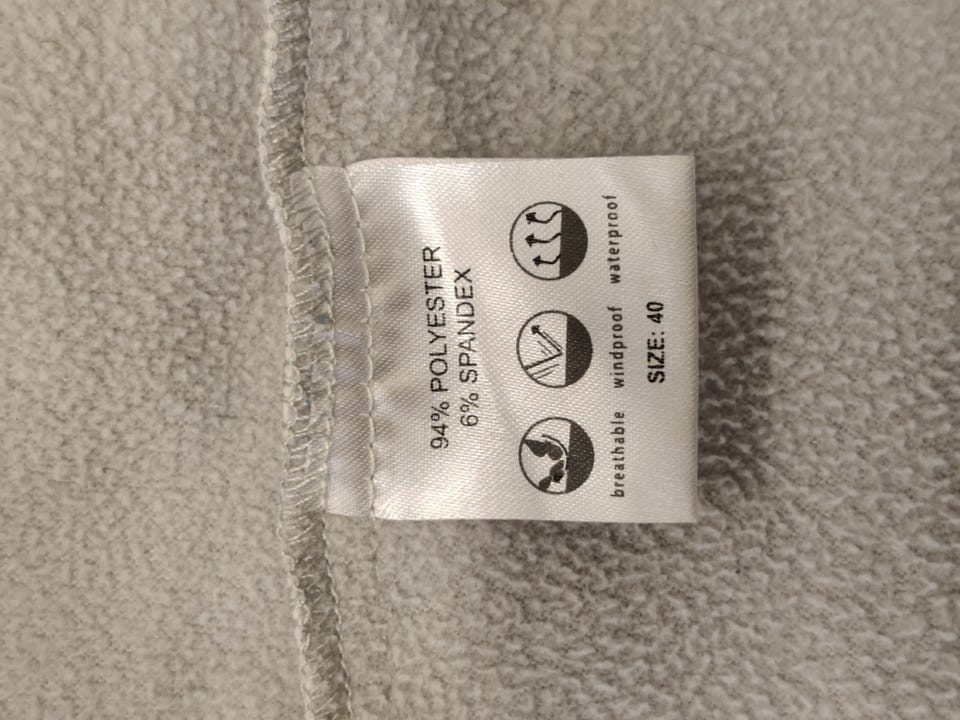 94% POLYESTER
6% SPANDEX
breathable windproof waterproof
SIZE: 40